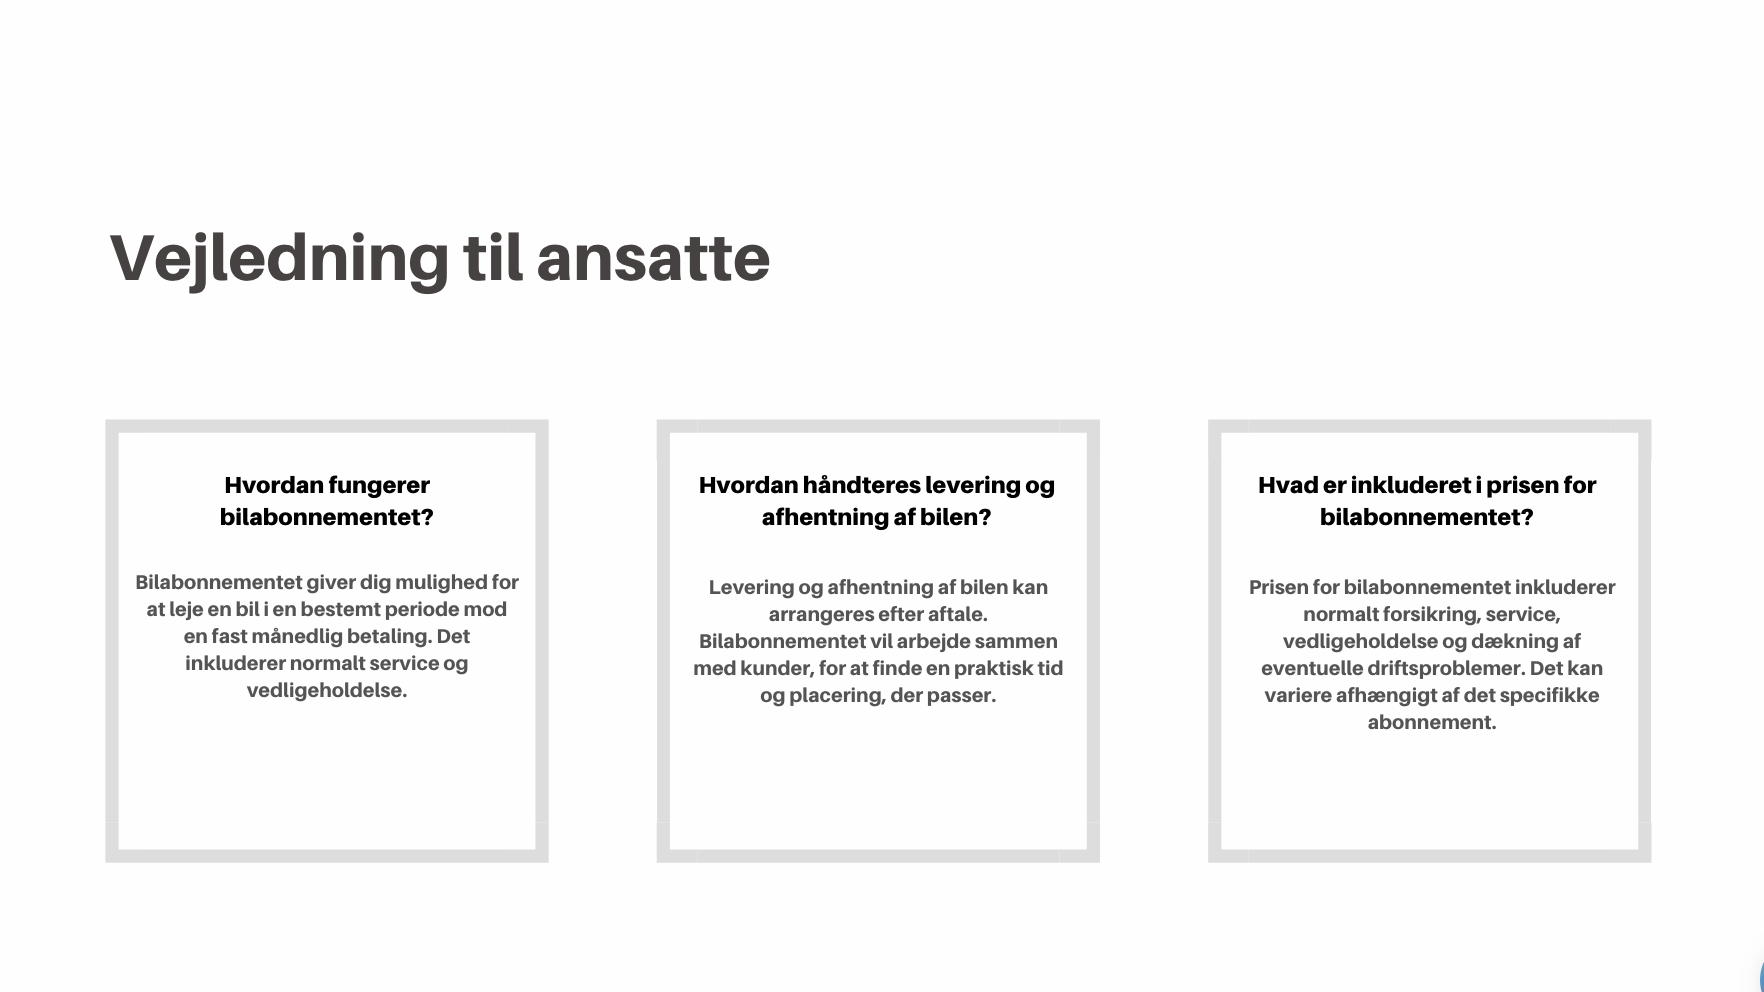 Vejledning til ansatte
Hvordan fungerer
bilabonnementet?
Bilabonnementet giver dig mulighed for
at leje en bil i en bestemt periode mod
en fast månedlig betaling. Det
inkluderer normalt service og
vedligeholdelse.
Hvordan håndteres levering og
afhentning af bilen?
Levering og afhentning af bilen kan
arrangeres efter aftale.
Bilabonnementet vil arbejde sammen
med kunder, for at finde en praktisk tid
og placering, der passer.
Hvad er inkluderet i prisen for
bilabonnementet?
Prisen for bilabonnementet inkluderer
normalt forsikring, service,
vedligeholdelse og dækning af
eventuelle driftsproblemer. Det kan
variere afhængigt af det specifikke
abonnement.